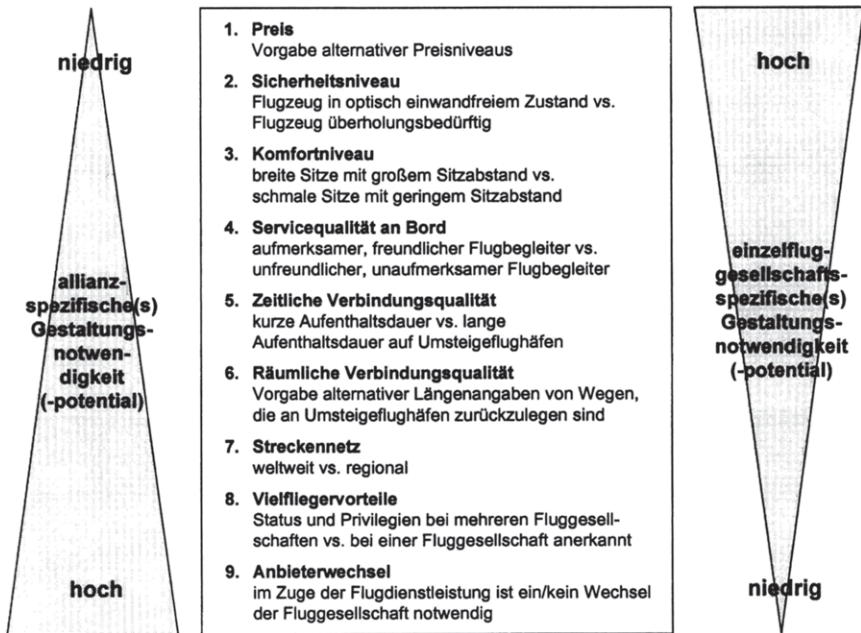 niedrig
allianz-
spezifische(s)
Gestaltungs-
notwen-
digkeit
(-potential)
hoch
1. Preis
Vorgabe alternativer Preisniveaus
2. Sicherheitsniveau
Flugzeug in optisch einwandfreiem Zustand vs.
Flugzeug überholungsbedürftig
3. Komfortniveau
breite Sitze mit großem Sitzabstand vs.
schmale Sitze mit geringem Sitzabstand
4. Servicequalität an Bord
aufmerksamer, freundlicher Flugbegleiter vs.
unfreundlicher, unaufmerksamer Flugbegleiter
5. Zeitliche Verbindungsqualität
kurze Aufenthaltsdauer vs. lange
Aufenthaltsdauer auf Umsteigeflughäfen
6. Räumliche Verbindungsqualität
Vorgabe alternativer Längenangaben von Wegen,
die an Umsteigeflughäfen zurückzulegen sind
7. Streckennetz
weltweit vs. regional
8. Vielfliegervorteile
Status und Privilegien bei mehreren Fluggesell-
schaften vs. bei einer Fluggesellschaft anerkannt
9. Anbieterwechsel
im Zuge der Flugdienstleistung ist ein/kein Wechsel
der Fluggesellschaft notwendig
hoch
einzelflug-
gesellschafts-
spezifische(s)
Gestaltungs-
notwendigkeit
(-potential)
niedrig